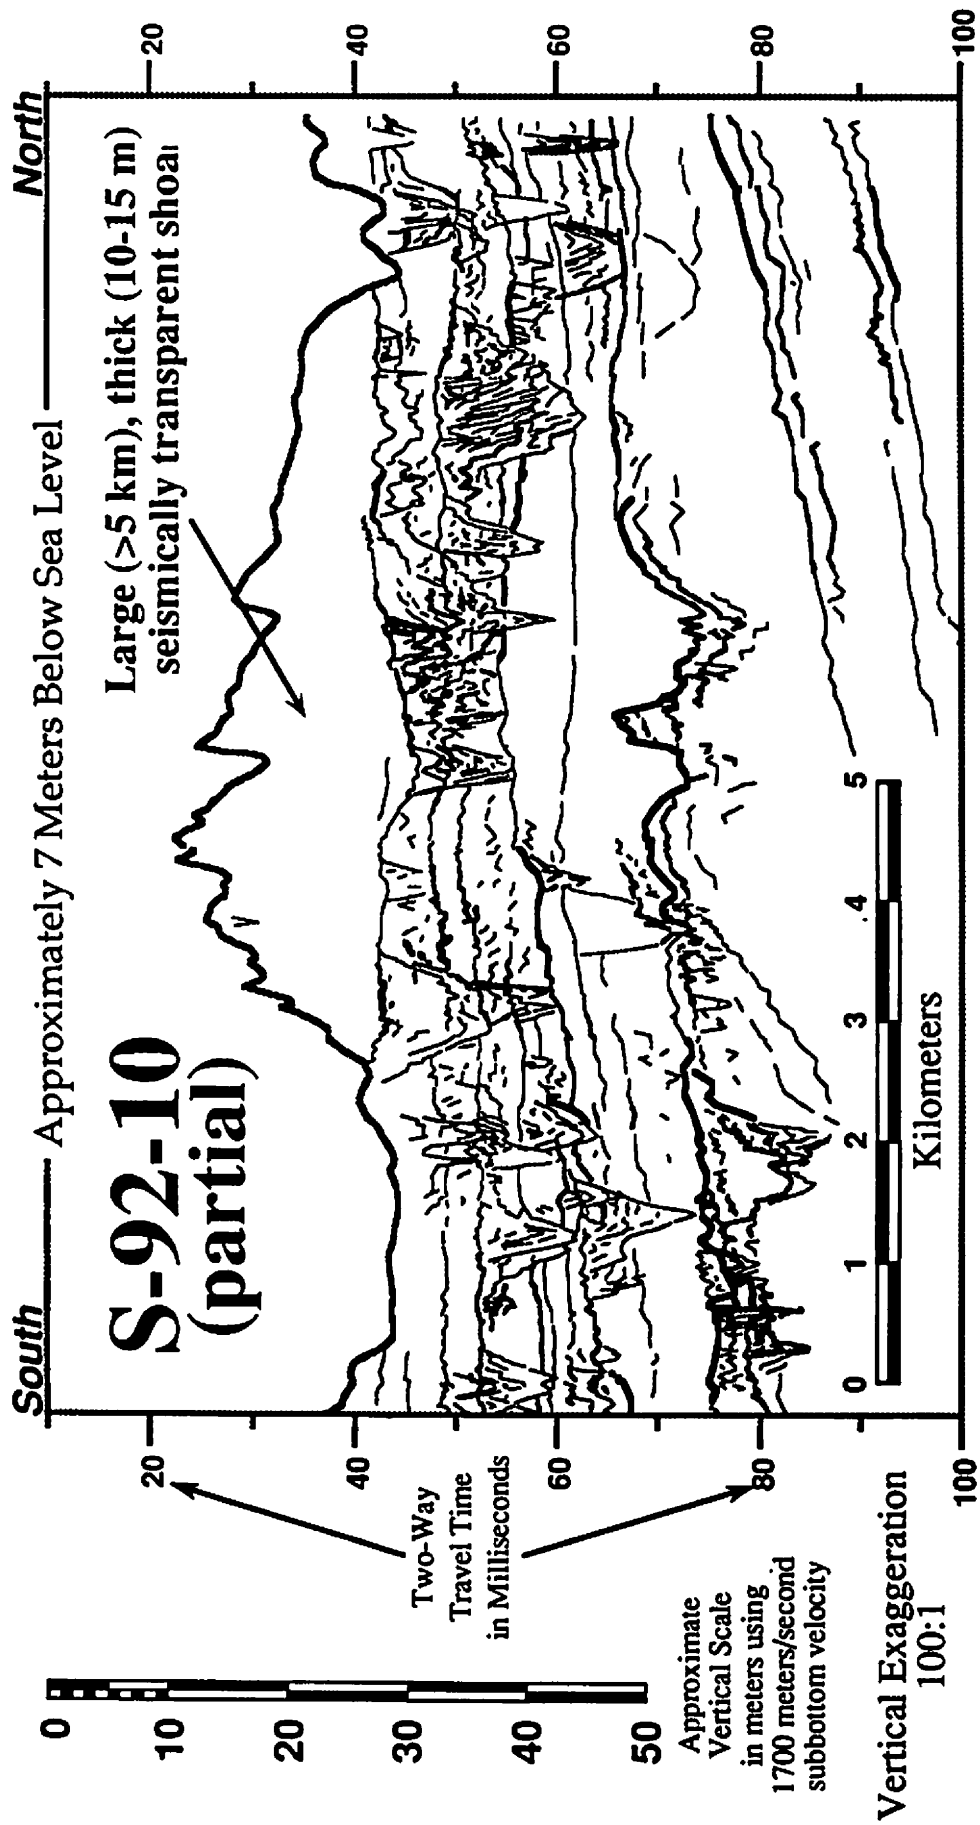 South
Approximately 7 Meters Below Sea Level
North
S-92-10
(partial)
Large (>5 km), thick (10-15 m)
seismically transparent shoal
20
40
60
80
100
20
40
60
80
100
Two-Way
Travel Time
in Milliseconds
0
10
20
30
40
50
Approximate
Vertical Scale
in meters using
1700 meters/second
subbottom velocity
Vertical Exaggeration
100:1
0 1 2 3 4 5
Kilometers